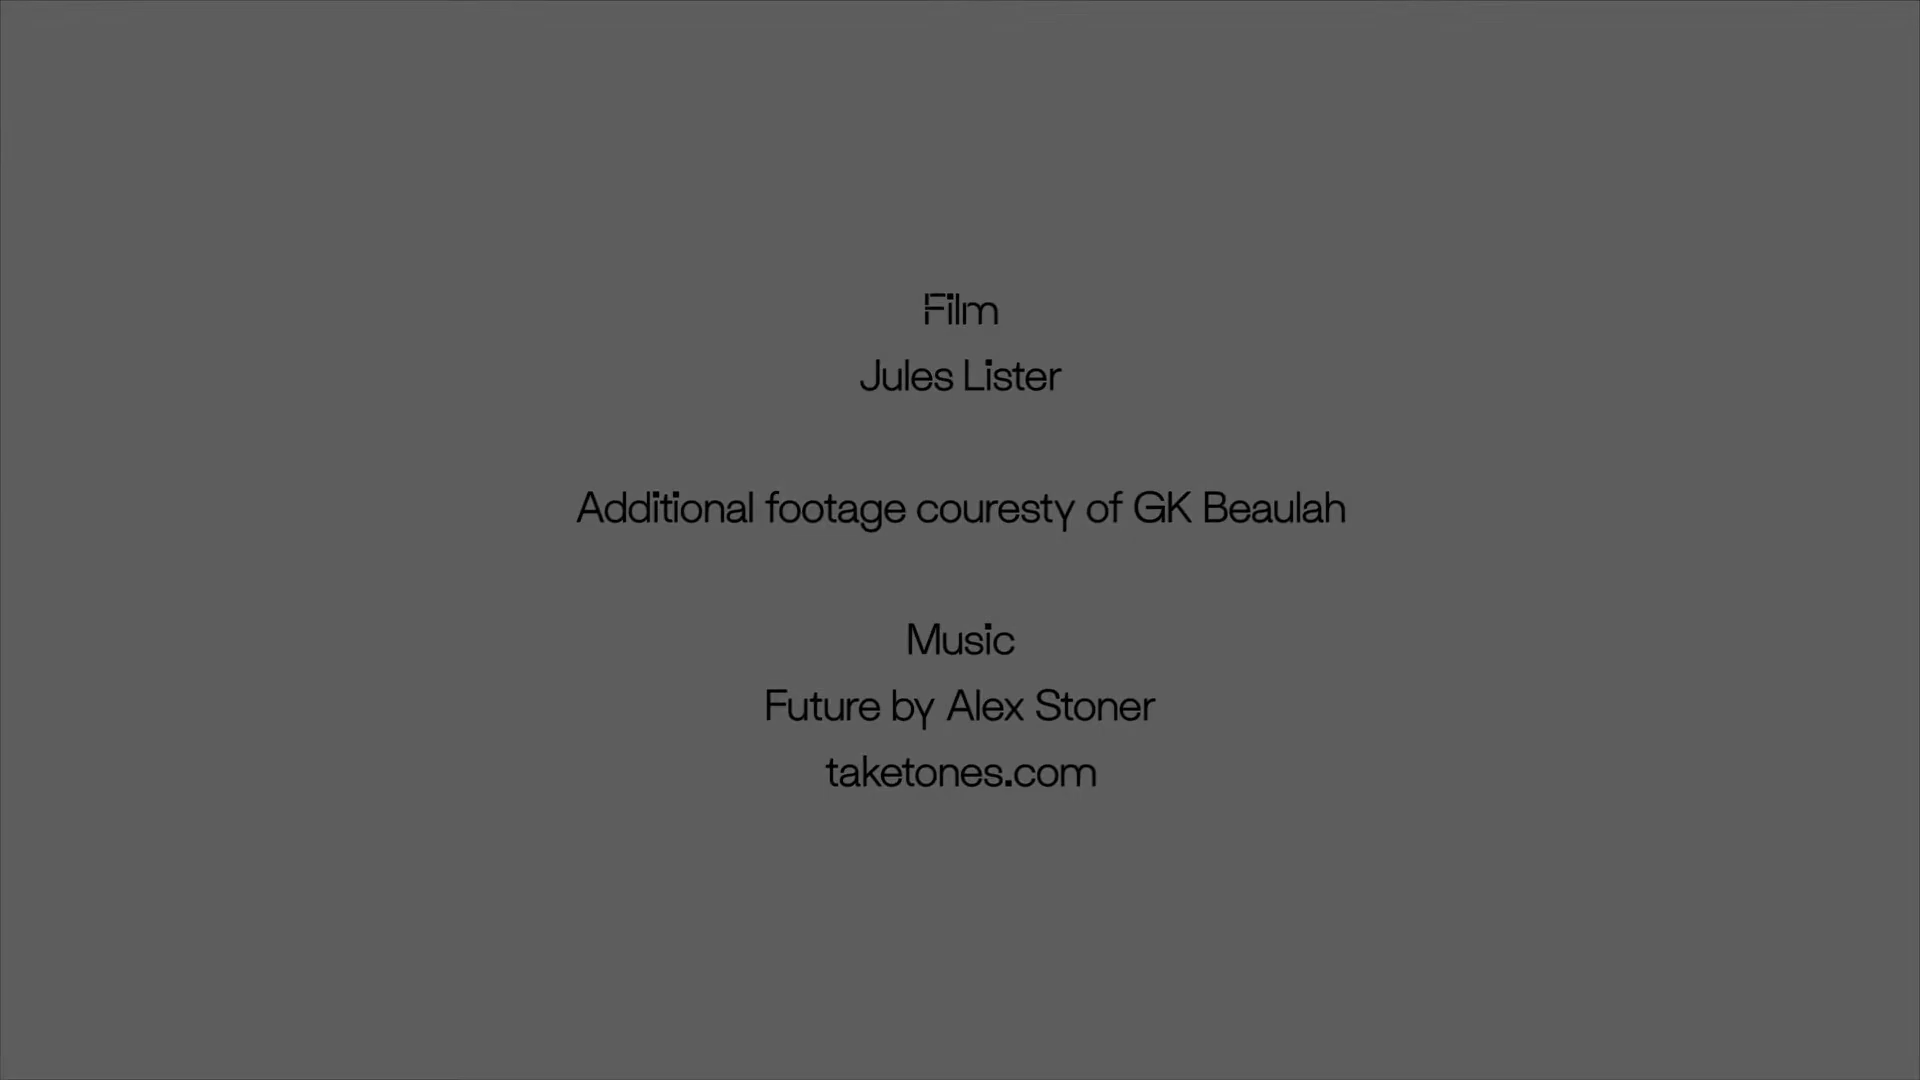 Film
Jules Lister
Additional footage couresty of GK Beaulah
Music
Future by Alex Stoner
taketones.com